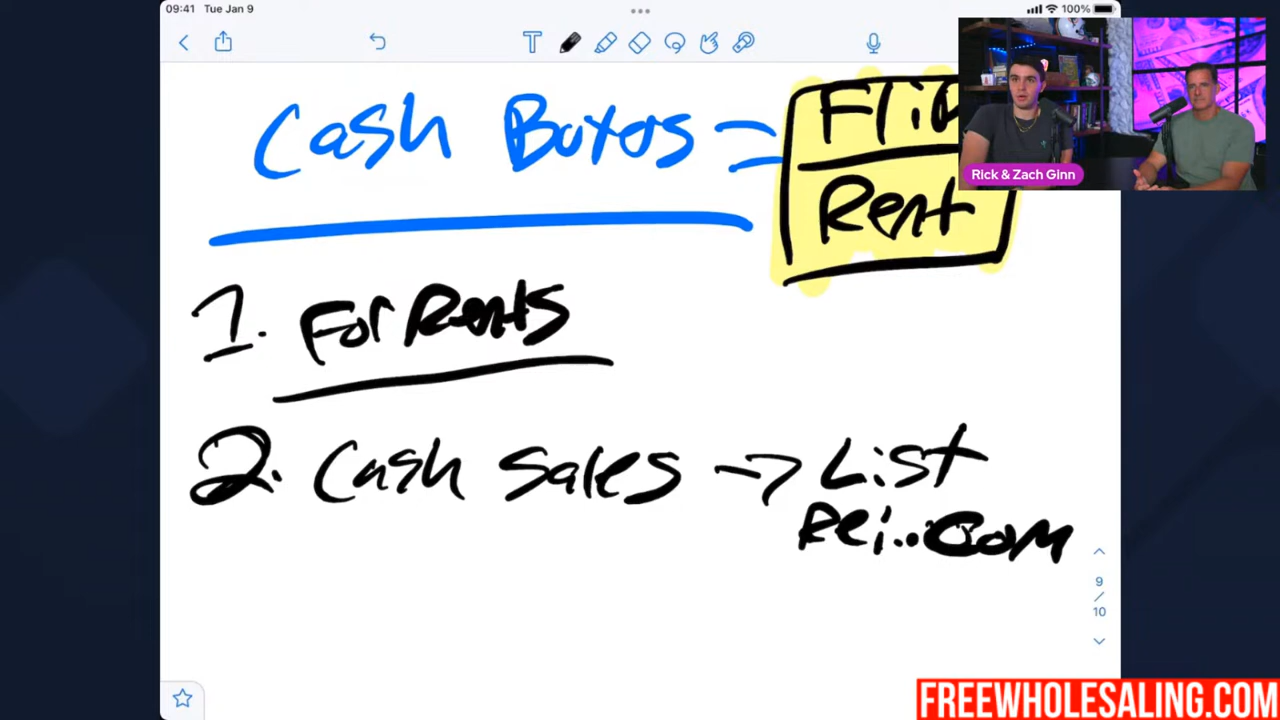 09:41 Tue Jan 9
100%
Cash Buyers =
Flip
Rent
Rick & Zach Ginn
1. For Rents
2. Cash Sales -> List
Rei..com
9
/
10
FREEWHOLESALING.COM